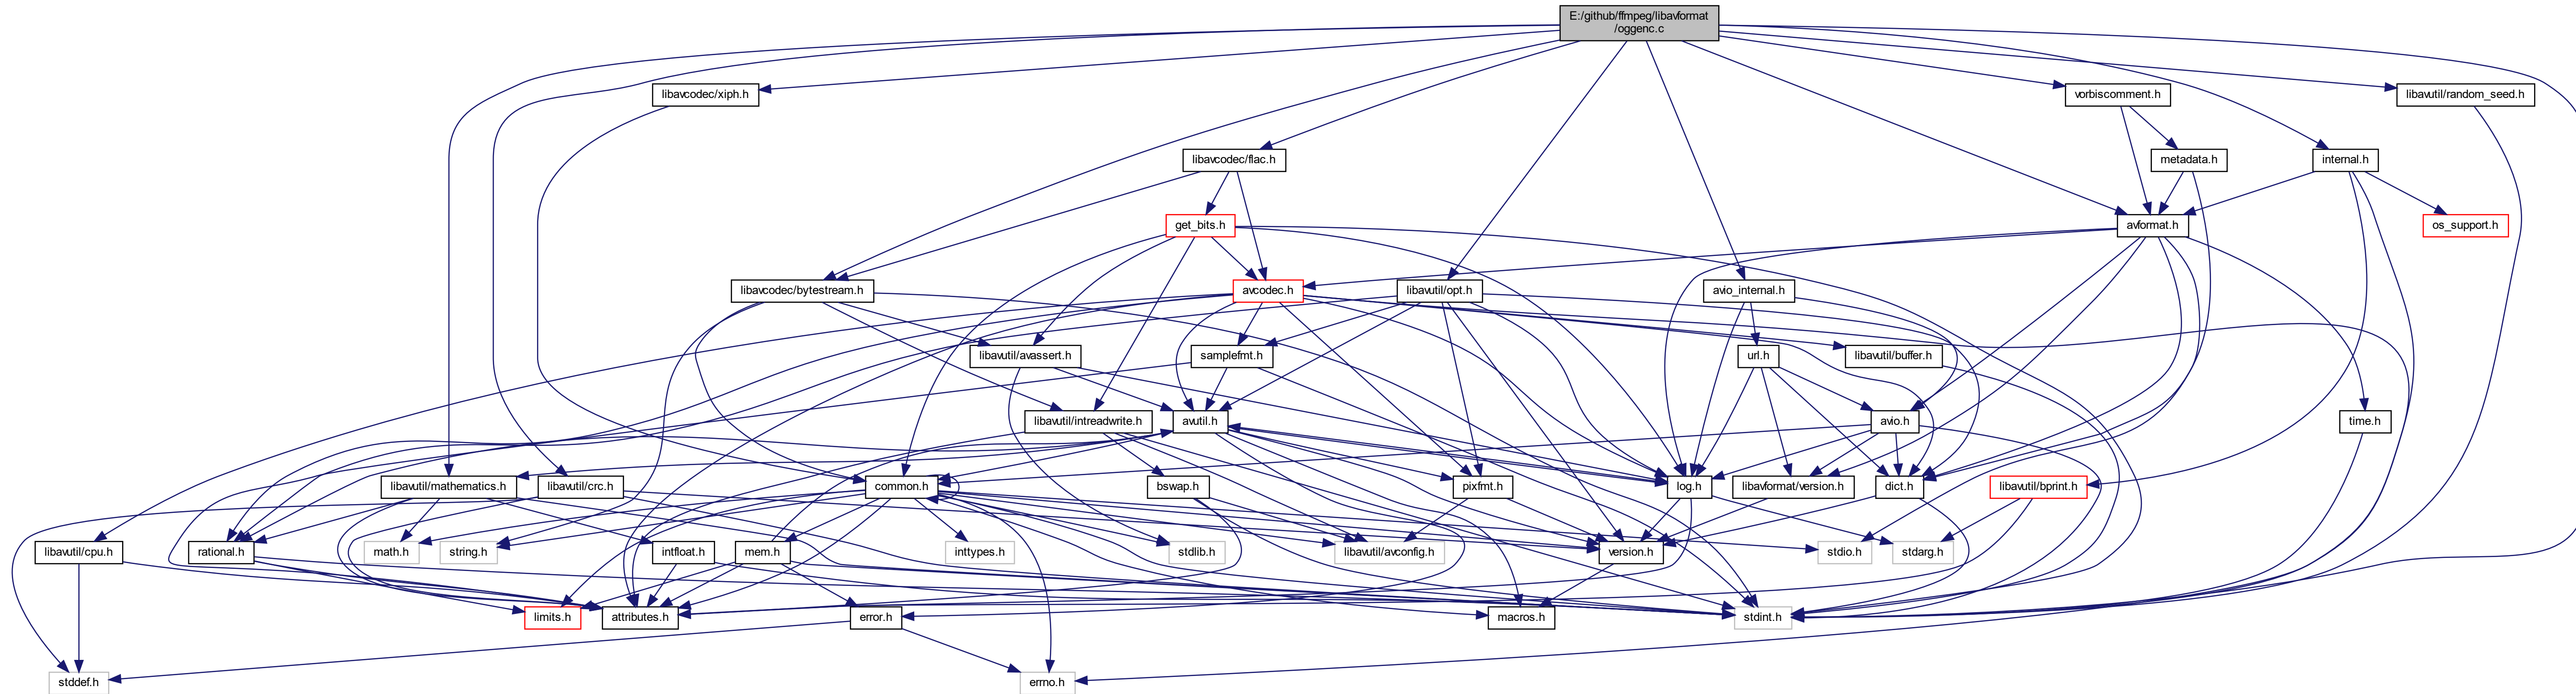 E:/github/ffmpeg/libavformat
/oggenc.c
libavcodec/xiph.h
vorbiscomment.h
libavutil/random_seed.h
libavcodec/flac.h
metadata.h
internal.h
get_bits.h
avformat.h
os_support.h
libavcodec/bytestream.h
avcodec.h
libavutil/opt.h
avio_internal.h
libavutil/avassert.h
samplefmt.h
url.h
libavutil/buffer.h
libavutil/intreadwrite.h
avutil.h
avio.h
time.h
libavutil/mathematics.h
libavutil/crc.h
common.h
bswap.h
pixfmt.h
log.h
libavformat/version.h
dict.h
libavutil/bprint.h
libavutil/cpu.h
rational.h
math.h
string.h
intfloat.h
mem.h
inttypes.h
stdlib.h
libavutil/avconfig.h
version.h
stdio.h
stdarg.h
limits.h
attributes.h
error.h
macros.h
stdint.h
stddef.h
errno.h